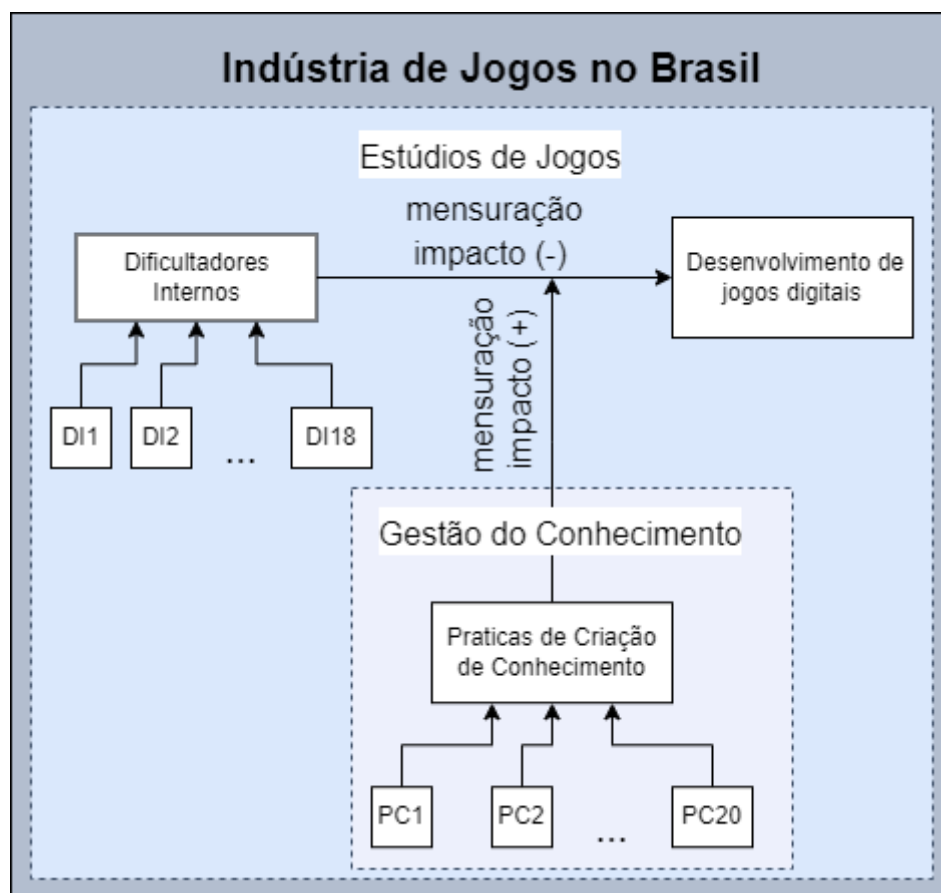 Indústria de Jogos no Brasil
Estúdios de Jogos
mensuração
impacto (-)
Dificultadores
Internos
Desenvolvimento de
jogos digitais
mensuração
impacto (+)
DI1
DI2
...
DI18
Gestão do Conhecimento
Praticas de Criação
de Conhecimento
PC1
PC2
...
PC20